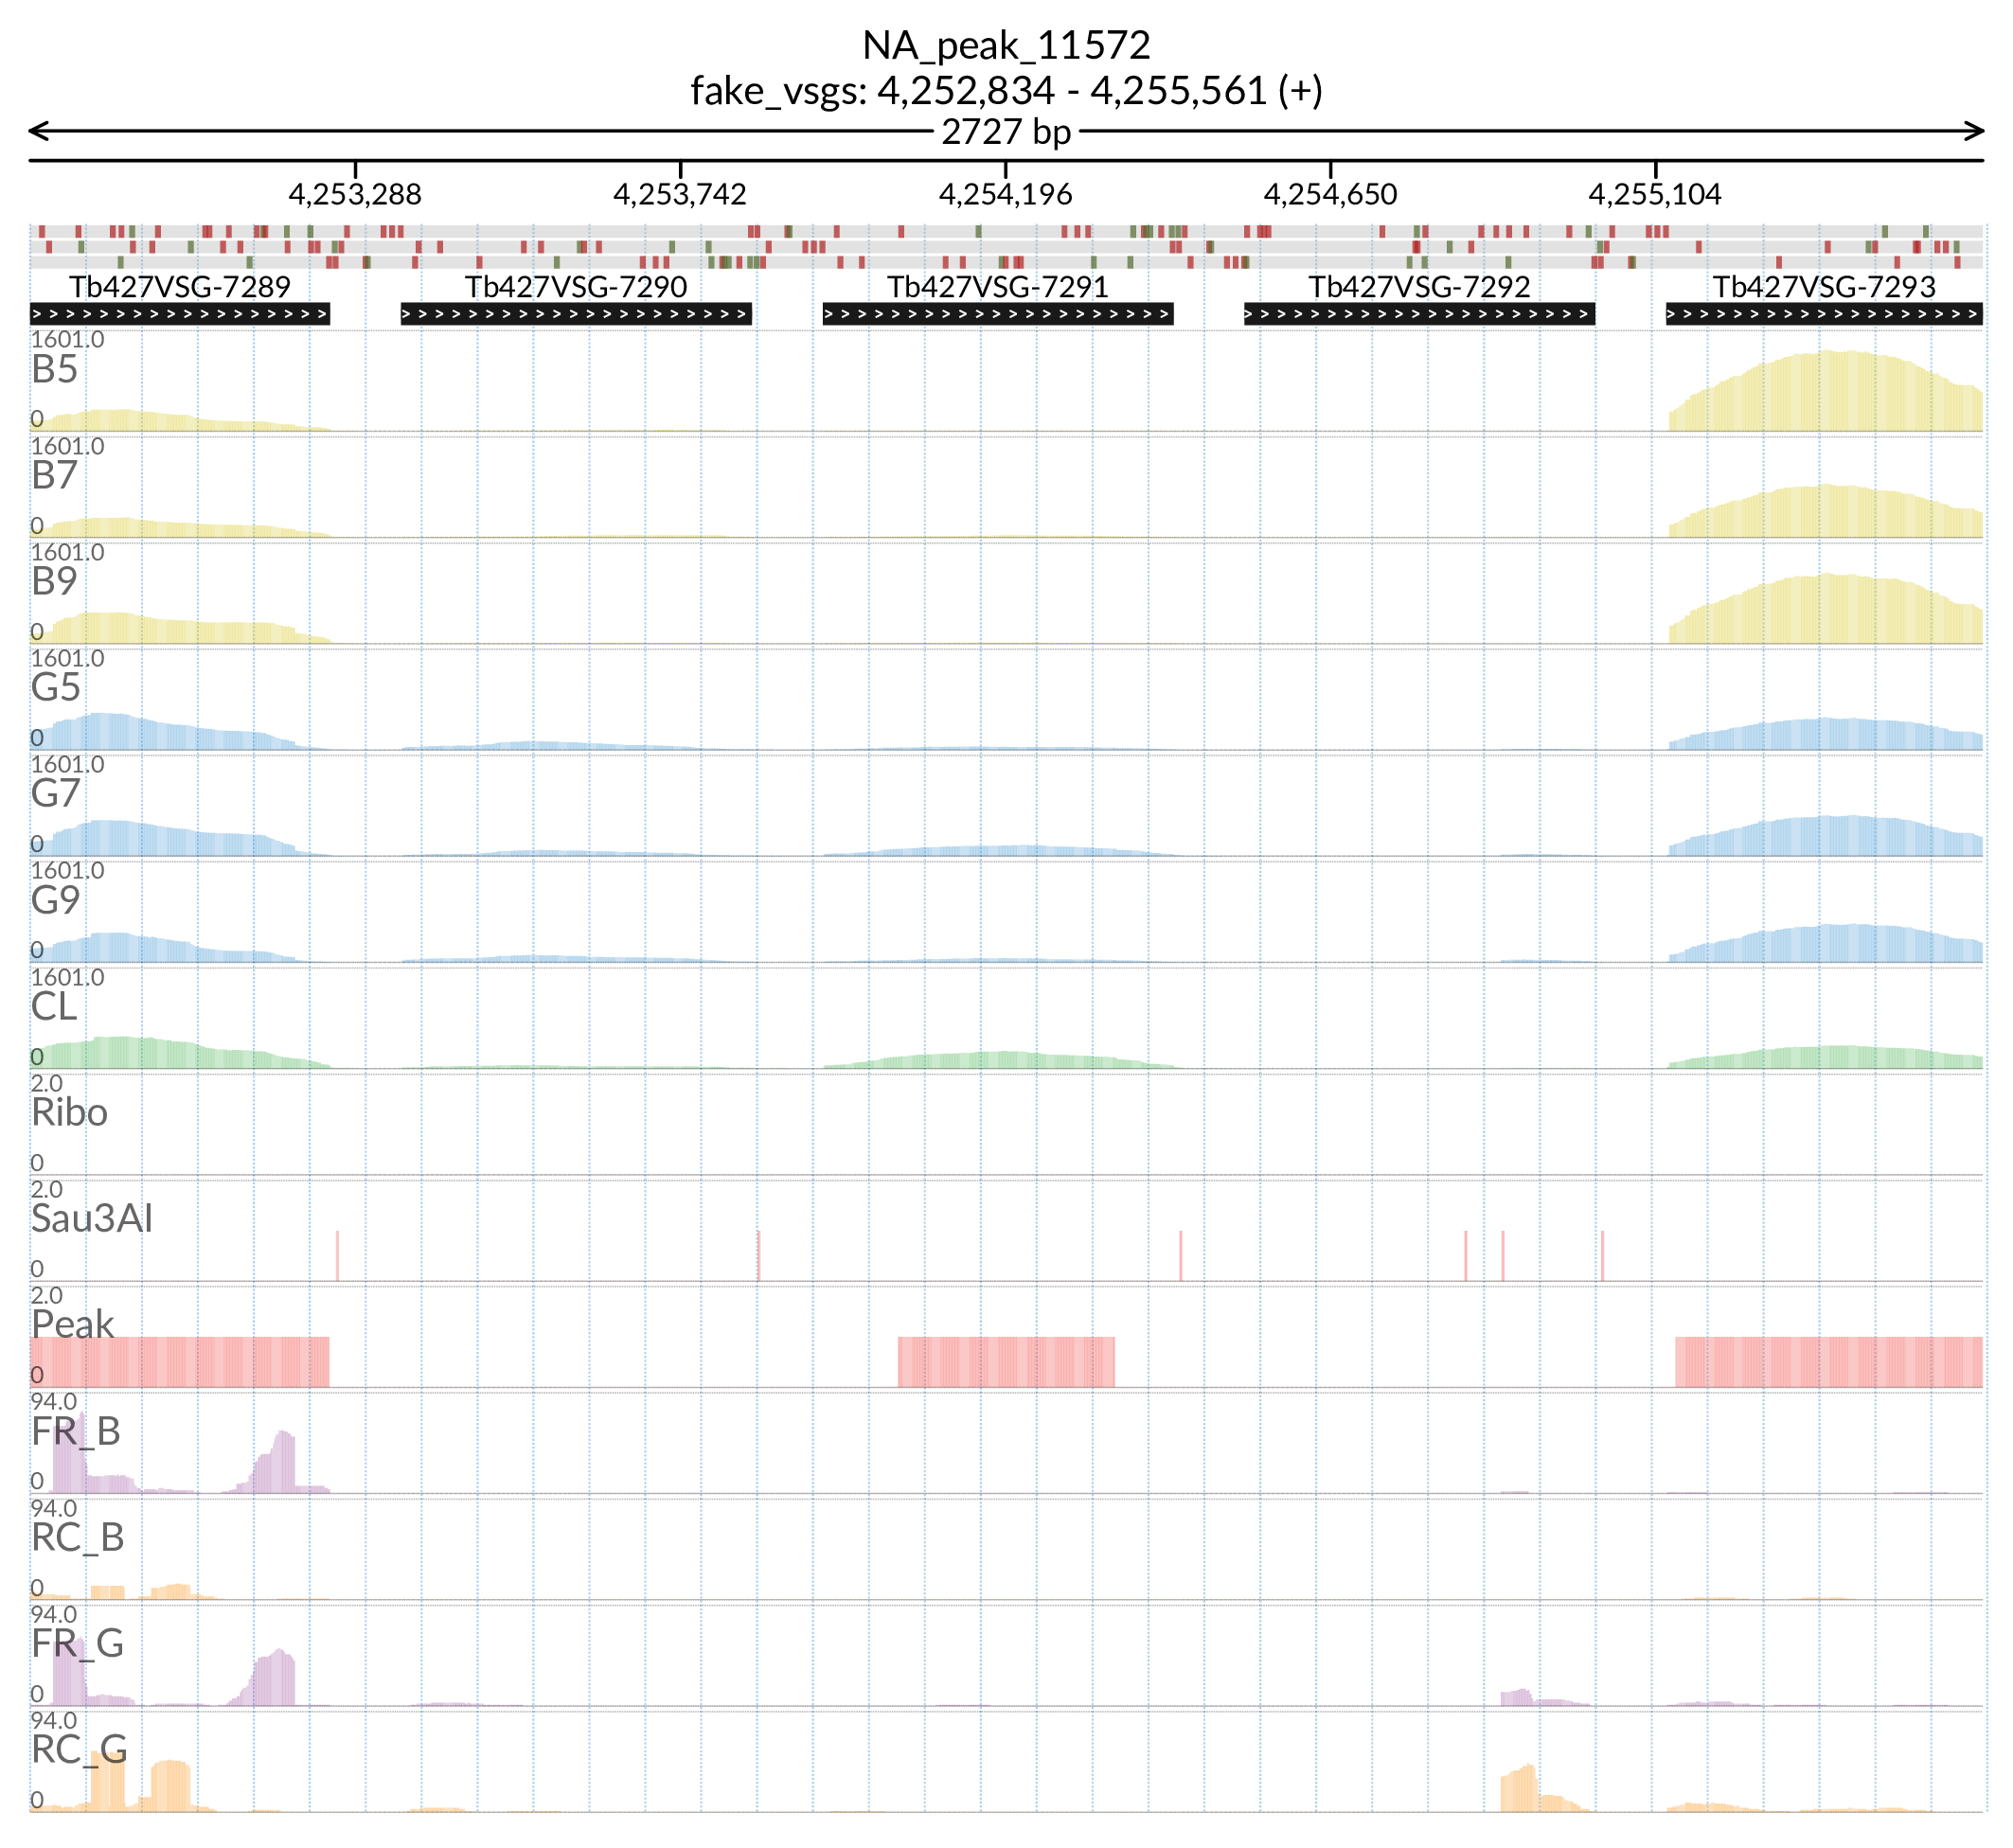 NA_peak_11572
fake_vsgs: 4,252,834 - 4,255,561 (+)
2727 bp
4,253,288 4,253,742 4,254,196 4,254,650 4,255,104
Tb427VSG-7289 Tb427VSG-7290 Tb427VSG-7291 Tb427VSG-7292 Tb427VSG-7293
1601.0
B5
0
1601.0
B7
0
1601.0
B9
0
1601.0
G5
0
1601.0
G7
0
1601.0
G9
0
1601.0
CL
0
2.0
Ribo
0
2.0
Sau3AI
0
2.0
Peak
0
94.0
FR_B
0
94.0
RC_B
0
94.0
FR_G
0
94.0
RC_G
0